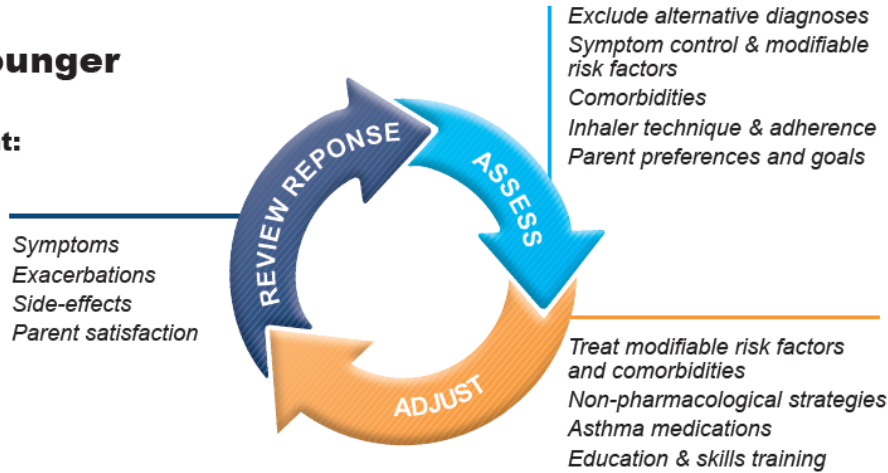 ounger
t:
Exclude alternative diagnoses
Symptom control & modifiable
risk factors
Comorbidities
Inhaler technique & adherence
Parent preferences and goals
REVIEW REPONSE
ASSESS
ADJUST
Symptoms
Exacerbations
Side-effects
Parent satisfaction
Treat modifiable risk factors
and comorbidities
Non-pharmacological strategies
Asthma medications
Education & skills training